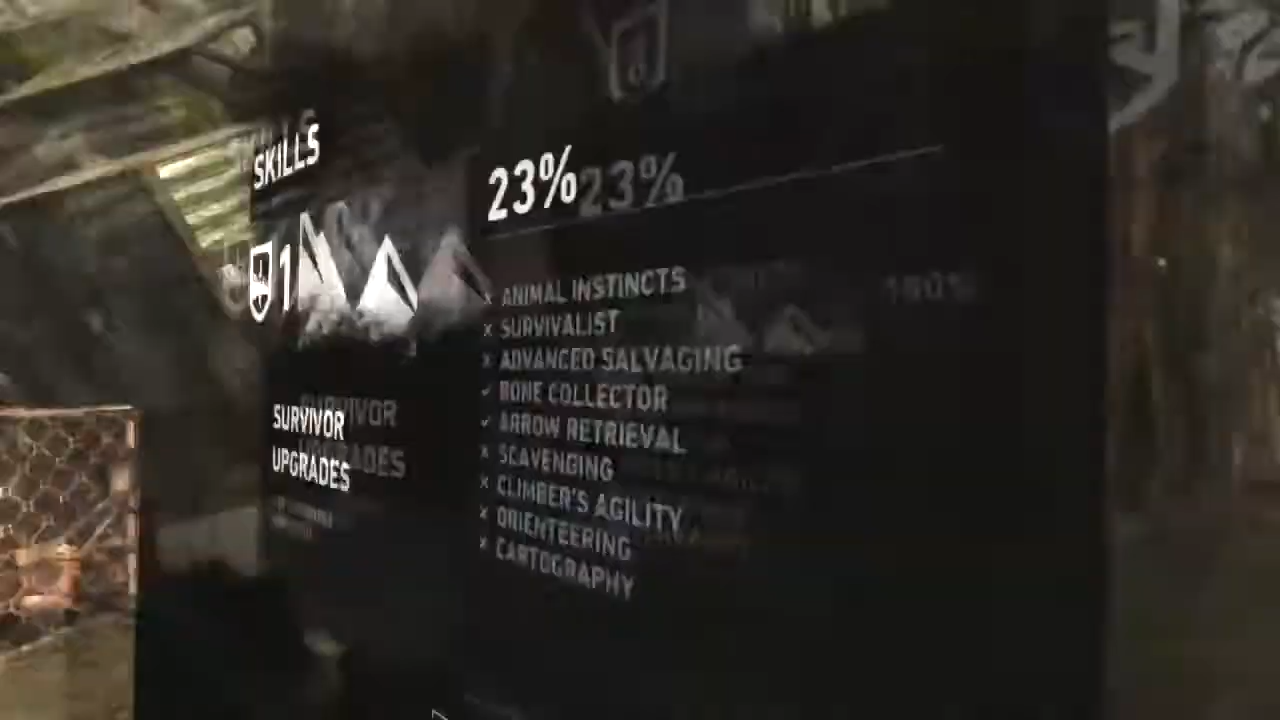 SKILLS
1
SURVIVOR
UPGRADES
23%
× ANIMAL INSTINCTS
× SURVIVALIST
× ADVANCED SALVAGING
✓ BONE COLLECTOR
✓ ARROW RETRIEVAL
× SCAVENGING
× CLIMBER'S AGILITY
× ORIENTEERING
× CARTOGRAPHY